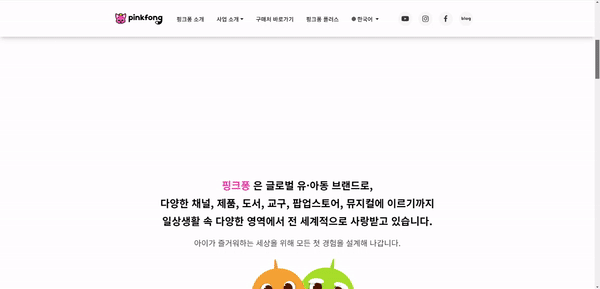 pinkfong 핑크퐁 소개 사업 소개 구매처 바로가기 핑크퐁 플러스 한국어 blog
핑크퐁 은 글로벌 유·아동 브랜드로,
다양한 채널, 제품, 도서, 교구, 팝업스토어, 뮤지컬에 이르기까지
일상생활 속 다양한 영역에서 전 세계적으로 사랑받고 있습니다.
아이가 즐거워하는 세상을 위해 모든 첫 경험을 설계해 나갑니다.